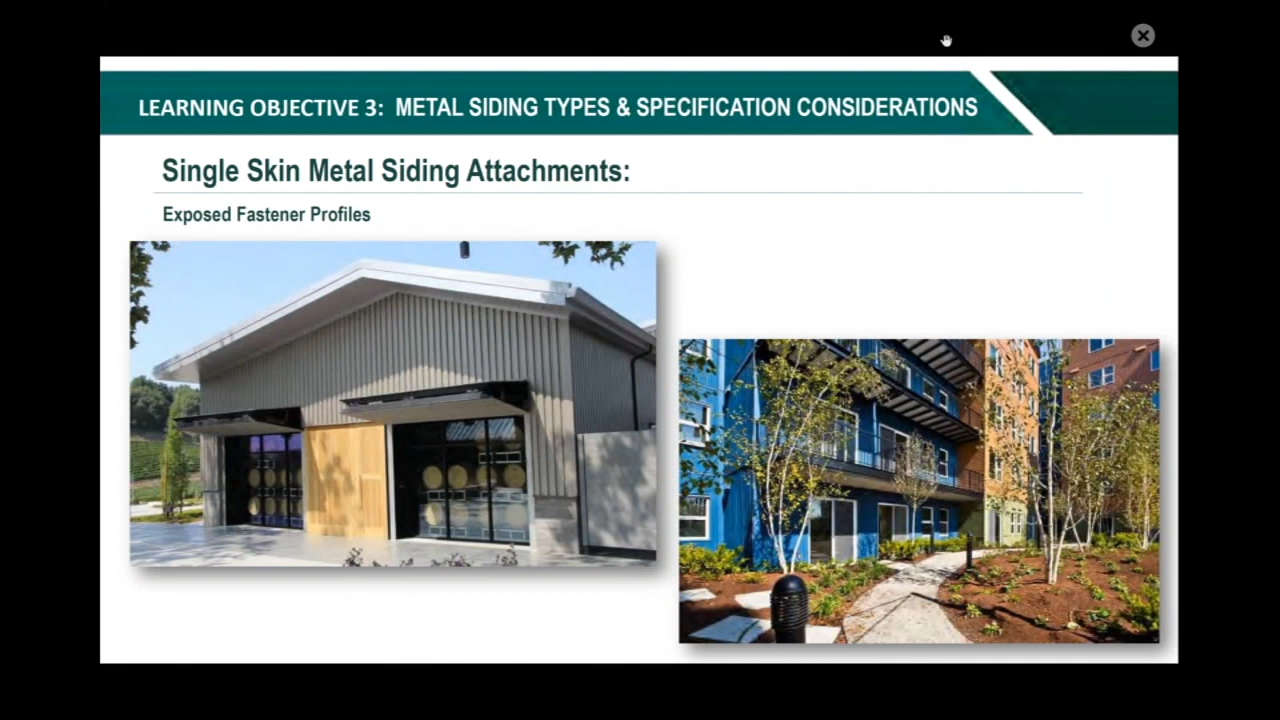 LEARNING OBJECTIVE 3: METAL SIDING TYPES & SPECIFICATION CONSIDERATIONS
Single Skin Metal Siding Attachments:
Exposed Fastener Profiles